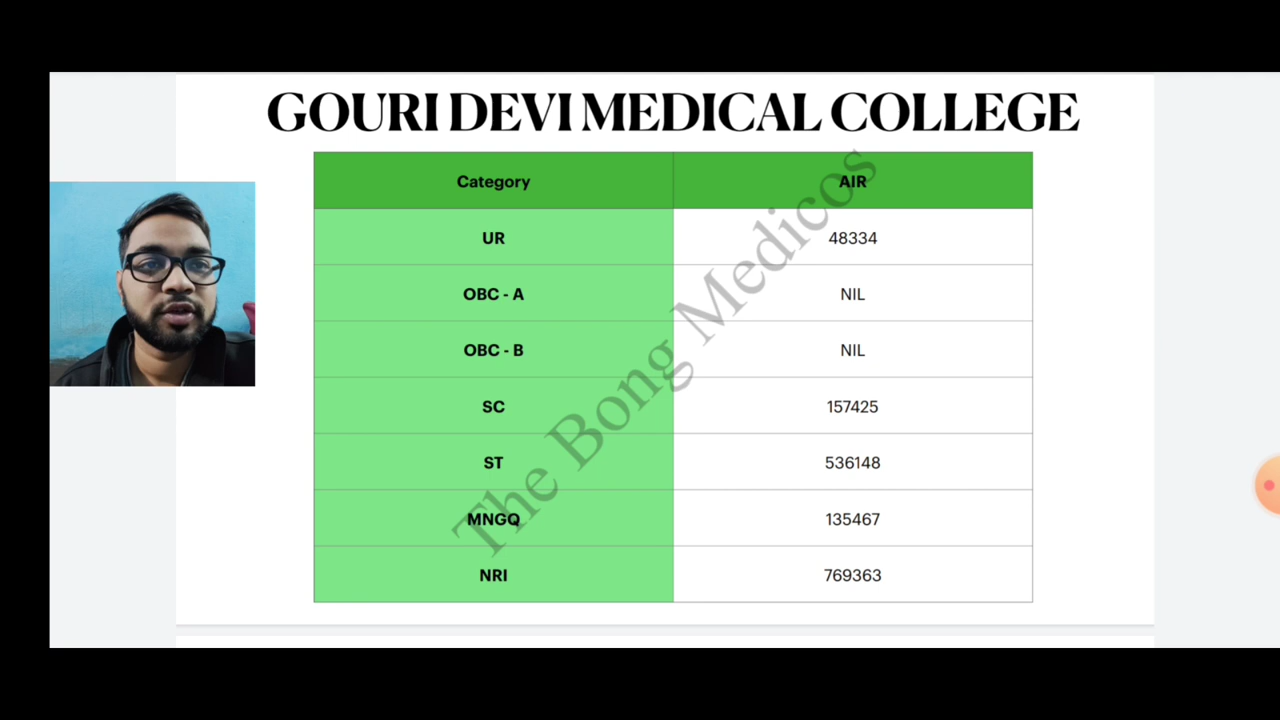 GOURI DEVI MEDICAL COLLEGE
Category AIR
UR 48334
OBC - A NIL
OBC - B NIL
SC 157425
ST 536148
MNGQ 135467
NRI 769363
The Bong Medicos